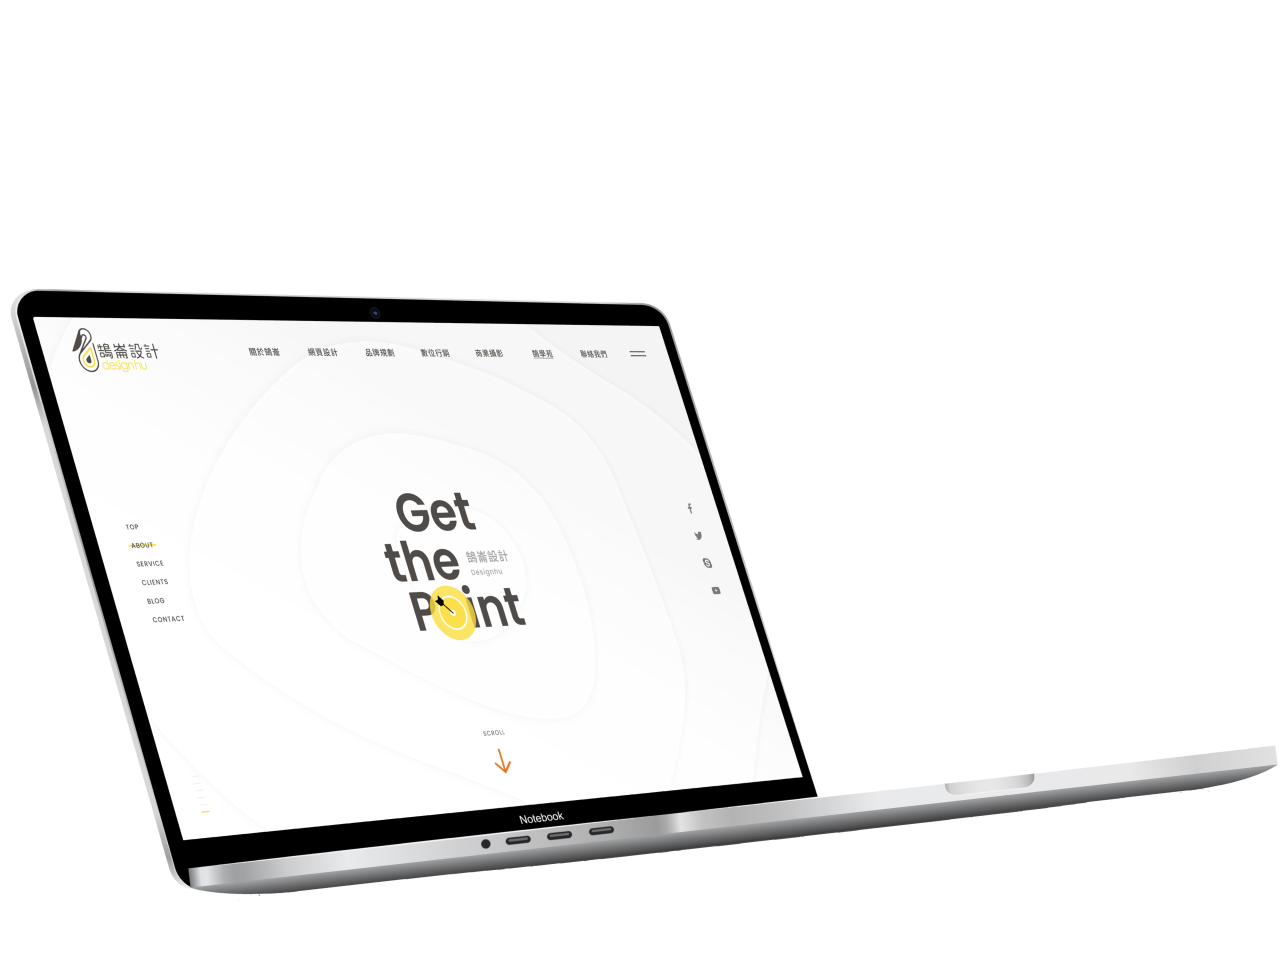 鵠崙設計
designhu
關於鵠崙 網頁設計 品牌規劃 數位行銷 商業攝影 鵠學苑 聯絡我們
TOP
ABOUT
SERVICE
CLIENTS
BLOG
CONTACT
Get
the
鵠崙設計
Designhu
Point
SCROLL
Notebook